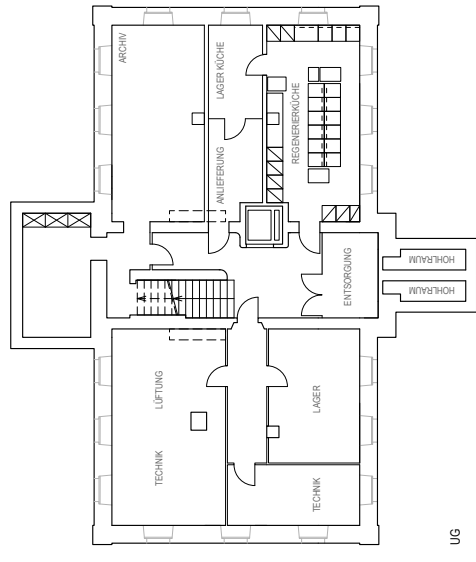 ARCHIV
LAGER KÜCHE
ANLIEFERUNG
REGENERIERKÜCHE
ENTSORGUNG
HOHLRAUM
HOHLRAUM
LÜFTUNG
TECHNIK
LAGER
TECHNIK
UG